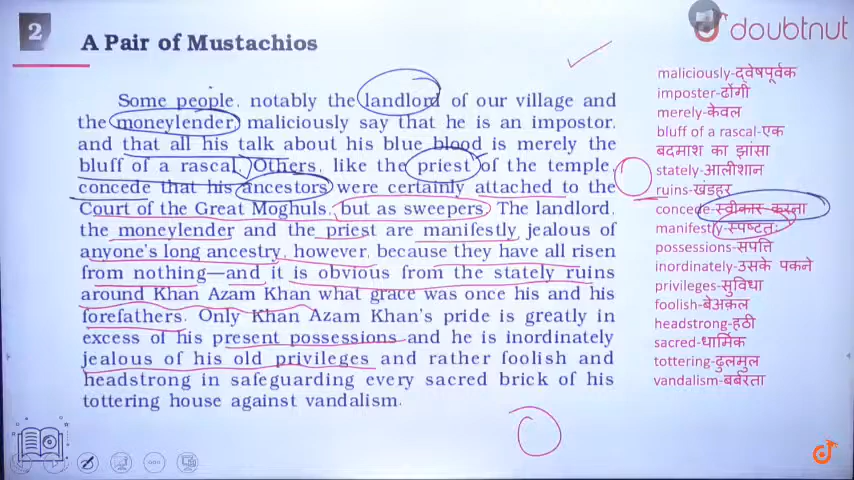 2
A Pair of Mustachios
doubtnut
Some people, notably the landlord of our village and
the moneylender, maliciously say that he is an impostor,
and that all his talk about his blue blood is merely the
bluff of a rascal. Others, like the priest of the temple,
concede that his ancestors were certainly attached to the
Court of the Great Moghuls, but as sweepers. The landlord,
the moneylender and the priest are manifestly jealous of
anyone's long ancestry, however, because they have all risen
from nothing—and it is obvious from the stately ruins
around Khan Azam Khan what grace was once his and his
forefathers. Only Khan Azam Khan's pride is greatly in
excess of his present possessions and he is inordinately
jealous of his old privileges and rather foolish and
headstrong in safeguarding every sacred brick of his
tottering house against vandalism.
maliciously-द्वेषपूर्वक
imposter-ढोंगी
merely-केवल
bluff of a rascal-एक
बदमाश का झांसा
stately-आलीशान
ruins-खंडहर
concede-स्वीकार करना
manifestly-स्पष्टतः
possessions-संपत्ति
inordinately-उसके पकने
privileges-सुविधा
foolish-बेअक़ल
headstrong-हठी
sacred-धार्मिक
tottering-ढुलमुल
vandalism-बर्बरता